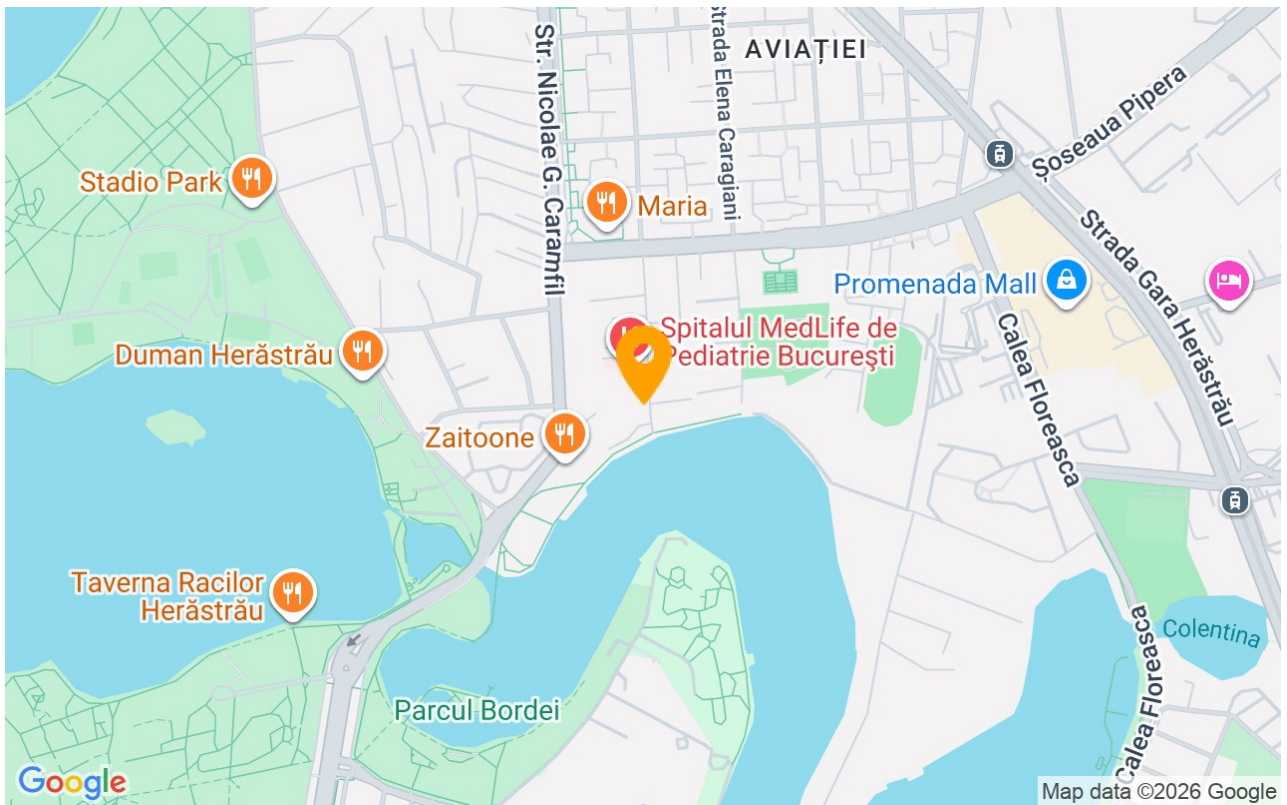 AVIAȚIEI
Str. Nicolae G. Caramfil
Strada Elena Caragiani
Șoseaua Pipera
Stadio Park
Maria
Strada Gara Herăstrău
Promenada Mall
Spitalul MedLife de
Pediatrie București
Duman Herăstrău
Calea Floreasca
Zaitoone
Taverna Racilor
Herăstrău
Colentina
Calea Floreasca
Parcul Bordei
Google
Map data ©2026 Google